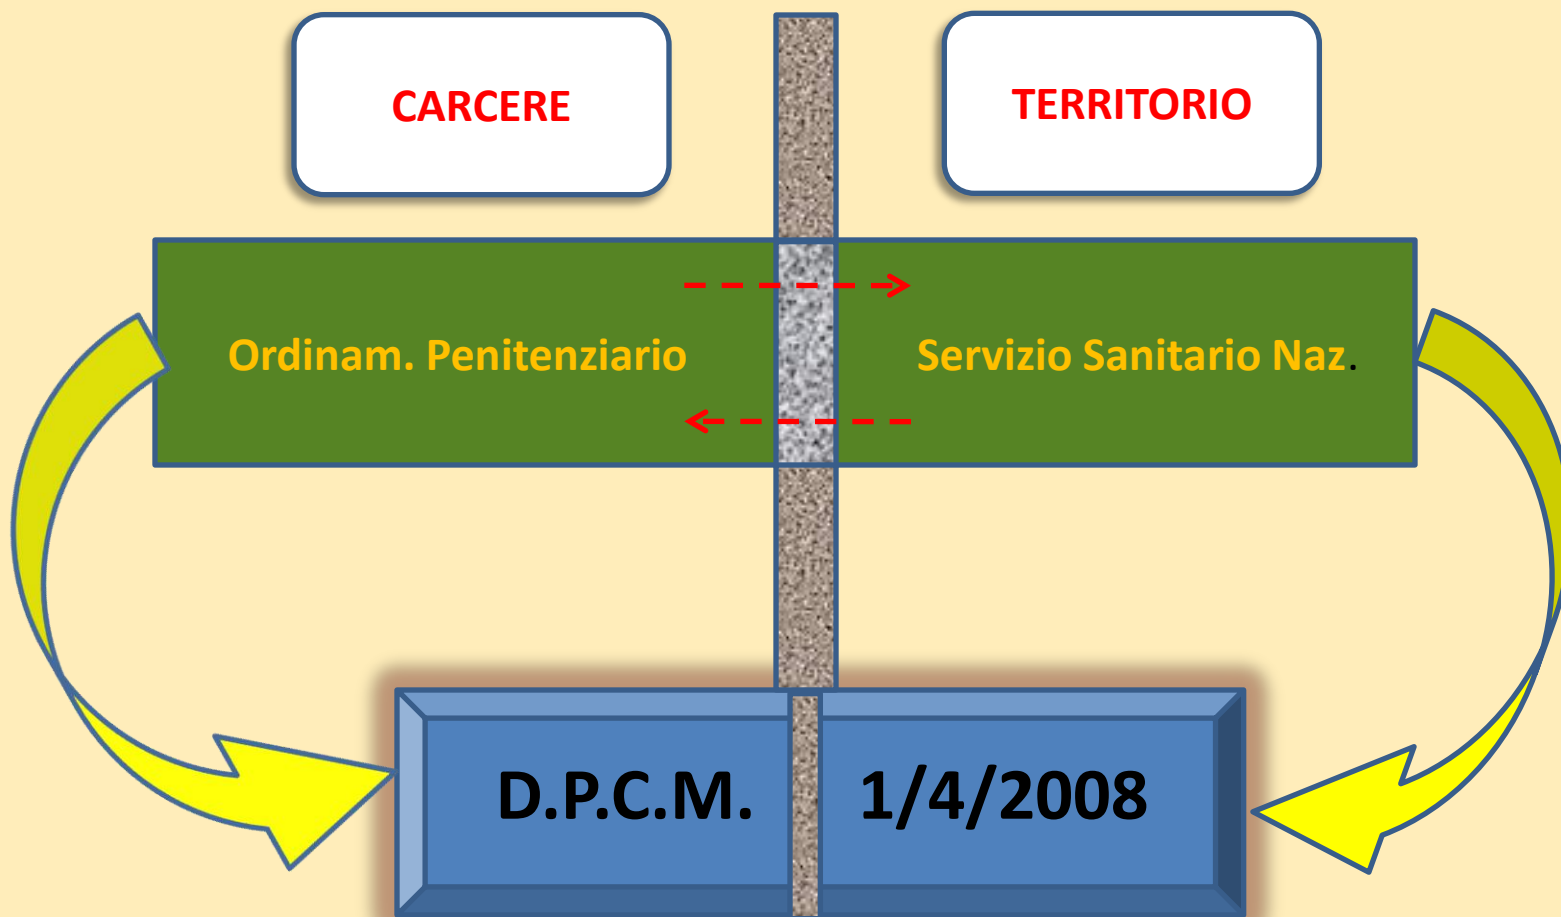 CARCERE
TERRITORIO
Ordinam. Penitenziario
Servizio Sanitario Naz.
D.P.C.M.
1/4/2008